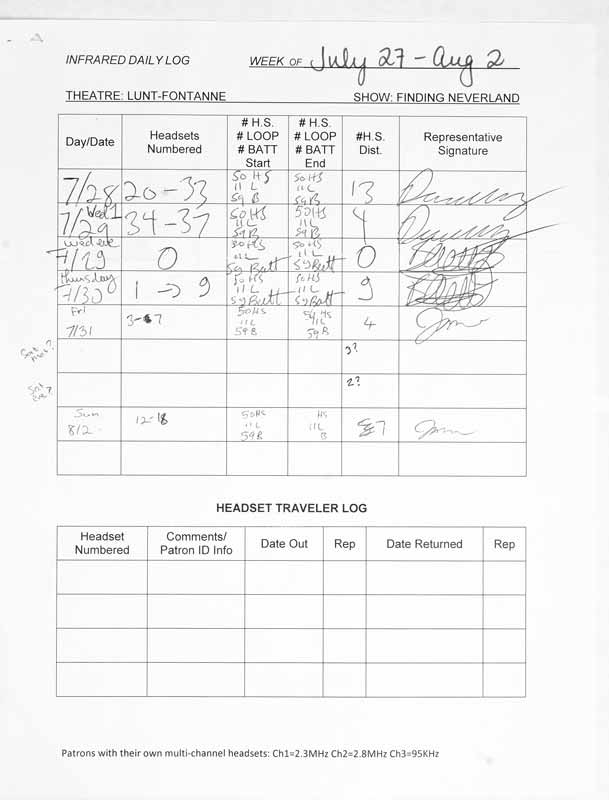 INFRARED DAILY LOG WEEK OF July 27 - Aug 2
THEATRE: LUNT-FONTANNE SHOW: FINDING NEVERLAND
Day/Date Headsets Numbered # H.S. # LOOP # BATT Start # H.S. # LOOP # BATT End #H.S. Dist. Representative Signature
7/28 20-33 50 HS 11 L 59 B 50 HS 11 L 59 B 13
7/29 Wed 1 34-37 50 HS 11 L 59 B 50 HS 11 L 59 B 4
wed eve 7/29 0 50 HS 11 L 59 Batt 50 HS 11 L 59 Batt 0
Thursday 7/30 1 → 9 50 HS 11 L 59 Batt 50 HS 11 L 59 Batt 9
Fri 7/31 3-7 50 HS 11 L 59 B HS 11 L 59 B 4
Sat Mat? 3?
Sat Eve? 2?
Sun 8/2 12-18 50 HS 11 L 59 B HS 11 L B 7
HEADSET TRAVELER LOG
Headset Numbered Comments/ Patron ID Info Date Out Rep Date Returned Rep
Patrons with their own multi-channel headsets: Ch1=2.3MHz Ch2=2.8MHz Ch3=95KHz